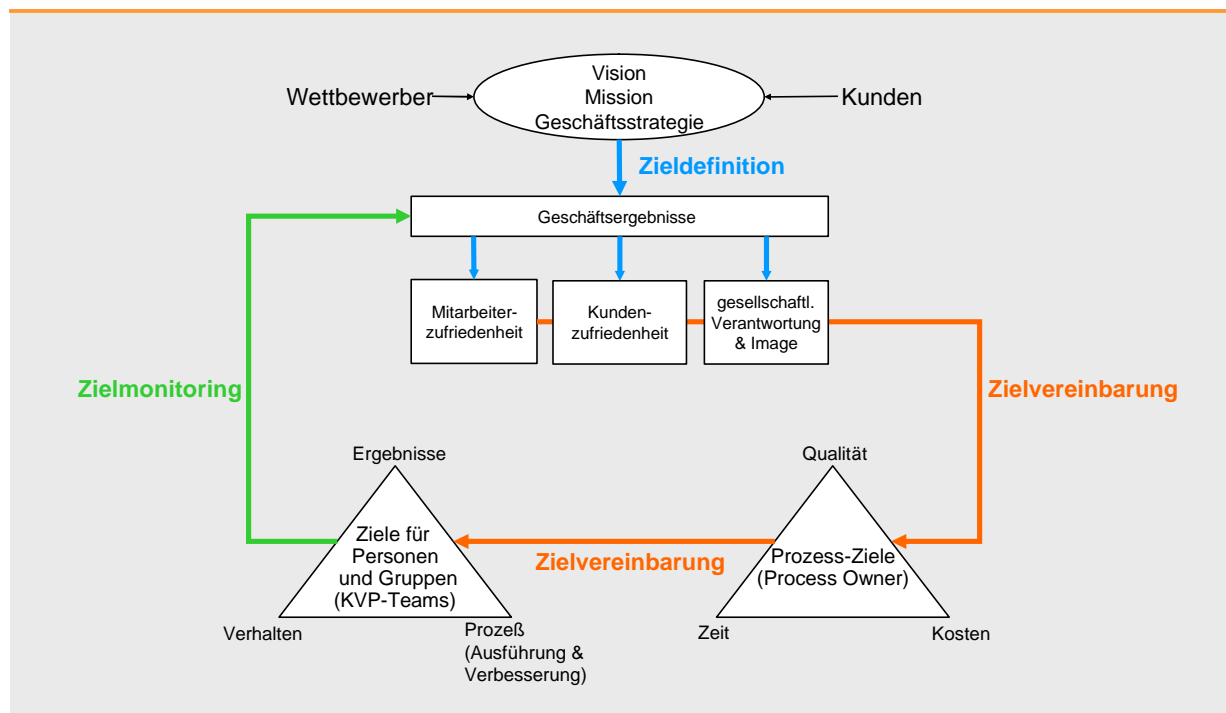 Vision
Mission
Geschäftsstrategie
Wettbewerber
Kunden
Zieldefinition
Geschäftsergebnisse
Mitarbeiter-
zufriedenheit
Kunden-
zufriedenheit
gesellschaftl.
Verantwortung
& Image
Zielmonitoring
Zielvereinbarung
Ergebnisse
Ziele für
Personen
und Gruppen
(KVP-Teams)
Verhalten
Prozeß
(Ausführung &
Verbesserung)
Zielvereinbarung
Qualität
Prozess-Ziele
(Process Owner)
Zeit
Kosten